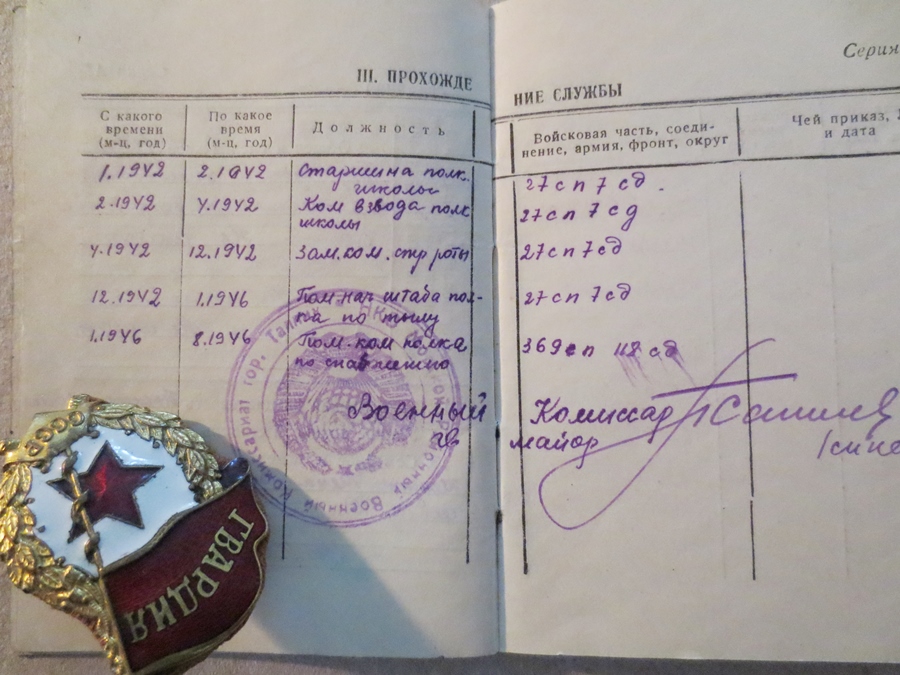 Серия
III. ПРОХОЖДЕНИЕ СЛУЖБЫ
С какого времени (м-ц, год)
По какое время (м-ц, год)
Должность
Войсковая часть, соединение, армия, фронт, округ
Чей приказ,
и дата
1.1942 2.1942 Старшина полк. школы 27 сп 7 сд.
2.1942 4.1942 Ком взвода полк школы 27 сп 7 сд
4.1942 12.1942 Зам. ком. стр роты 27 сп 7 сд
12.1942 1.1946 Пом. нач штаба полка по тылу 27 сп 7 сд
1.1946 8.1946 Пом. ком полка по снабжению 369 сп 118 сд
Военный Комиссар
гв. майор
СССР
ГВАРДИЯ